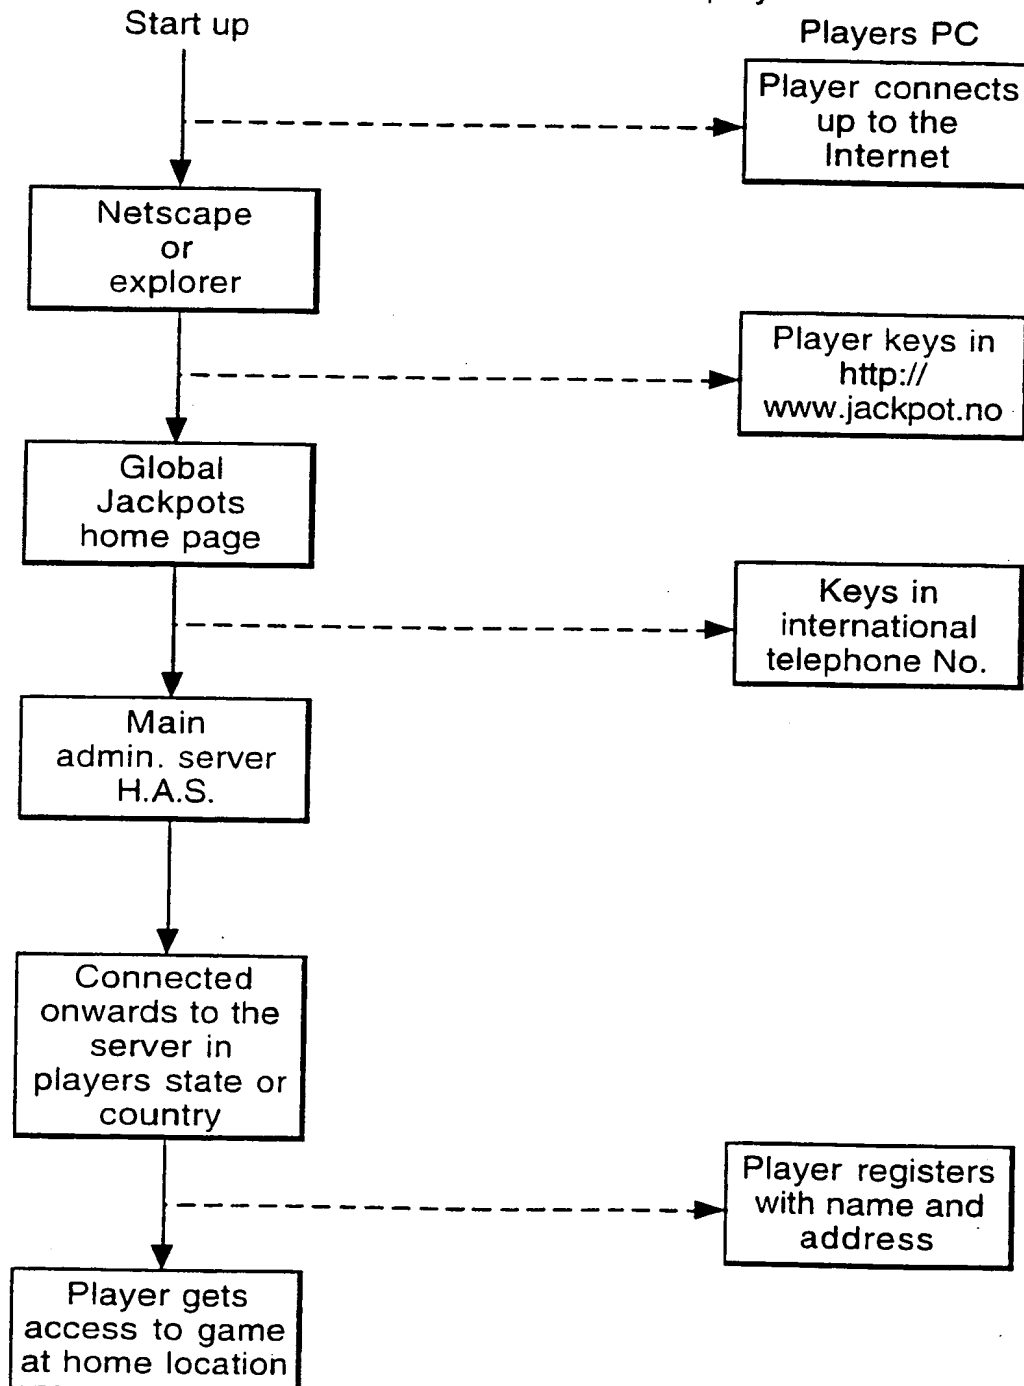 Start up
Players PC
Player connects
up to the
Internet
Netscape
or
explorer
Player keys in
http://
www.jackpot.no
Global
Jackpots
home page
Keys in
international
telephone No.
Main
admin. server
H.A.S.
Connected
onwards to the
server in
players state or
country
Player registers
with name and
address
Player gets
access to game
at home location